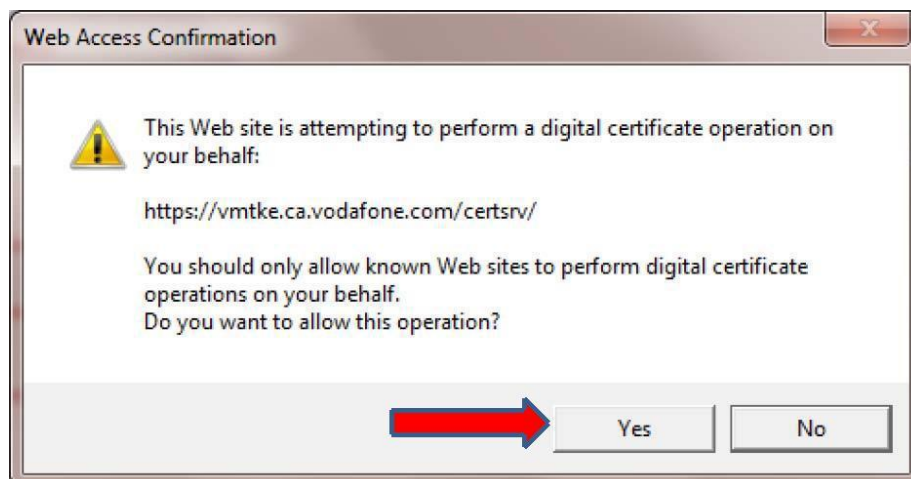 Web Access Confirmation
This Web site is attempting to perform a digital certificate operation on
your behalf:
https://vmtke.ca.vodafone.com/certsrv/
You should only allow known Web sites to perform digital certificate
operations on your behalf.
Do you want to allow this operation?
Yes No